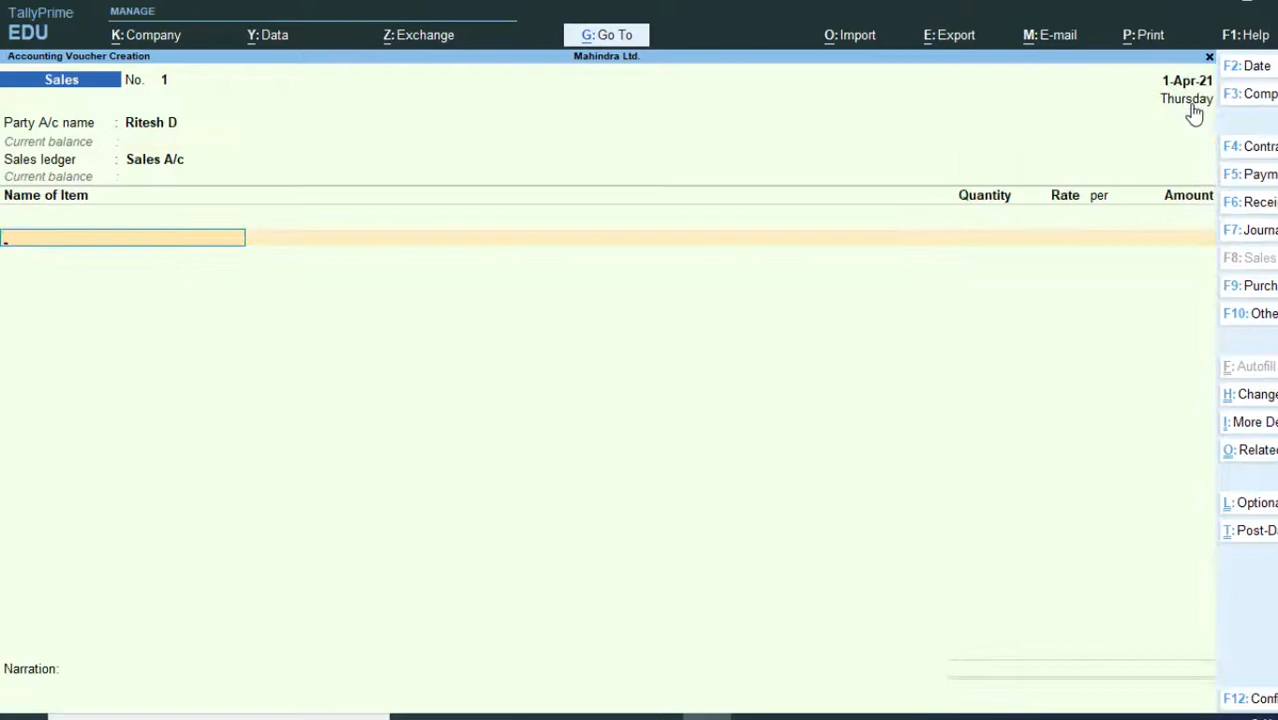 TallyPrime
EDU
MANAGE
K: Company Y: Data Z: Exchange G: Go To O: Import E: Export M: E-mail P: Print F1: Help
Accounting Voucher Creation Mahindra Ltd. x
Sales No. 1 1-Apr-21
Thursday
Party A/c name : Ritesh D
Current balance :
Sales ledger : Sales A/c
Current balance :
Name of Item Quantity Rate per Amount
Narration:
F2: Date
F3: Comp
F4: Contra
F5: Paym
F6: Recei
F7: Journa
F8: Sales
F9: Purch
F10: Othe
F: Autofill
H: Change
I: More De
O: Related
L: Optiona
T: Post-Da
F12: Confi